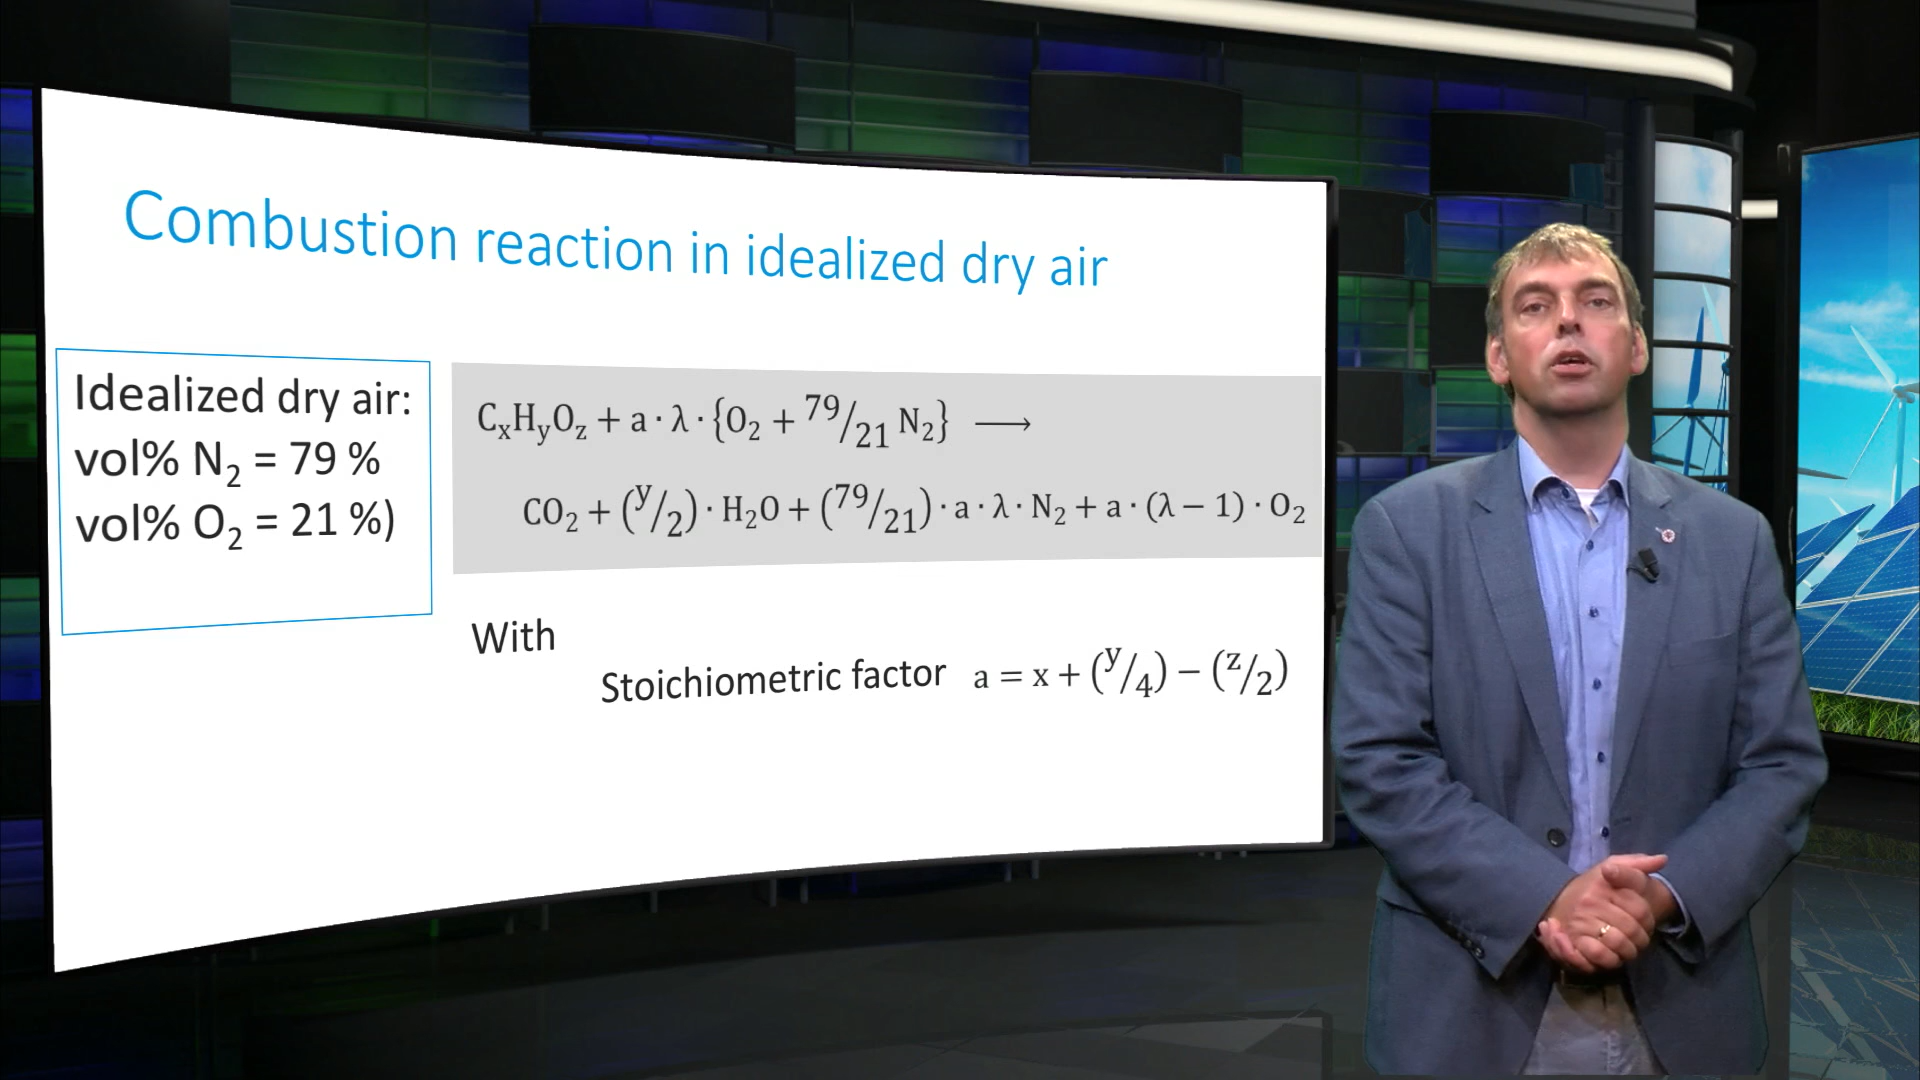 Combustion reaction in idealized dry air
Idealized dry air:
vol% N₂ = 79 %
vol% O₂ = 21 %)
CₓHᵧO_z + a · λ · {O₂ + ⁷⁹/₂₁ N₂} ⟶
CO₂ + (ʸ/₂) · H₂O + (⁷⁹/₂₁) · a · λ · N₂ + a · (λ − 1) · O₂
With
Stoichiometric factor a = x + (ʸ/₄) − (ᶻ/₂)